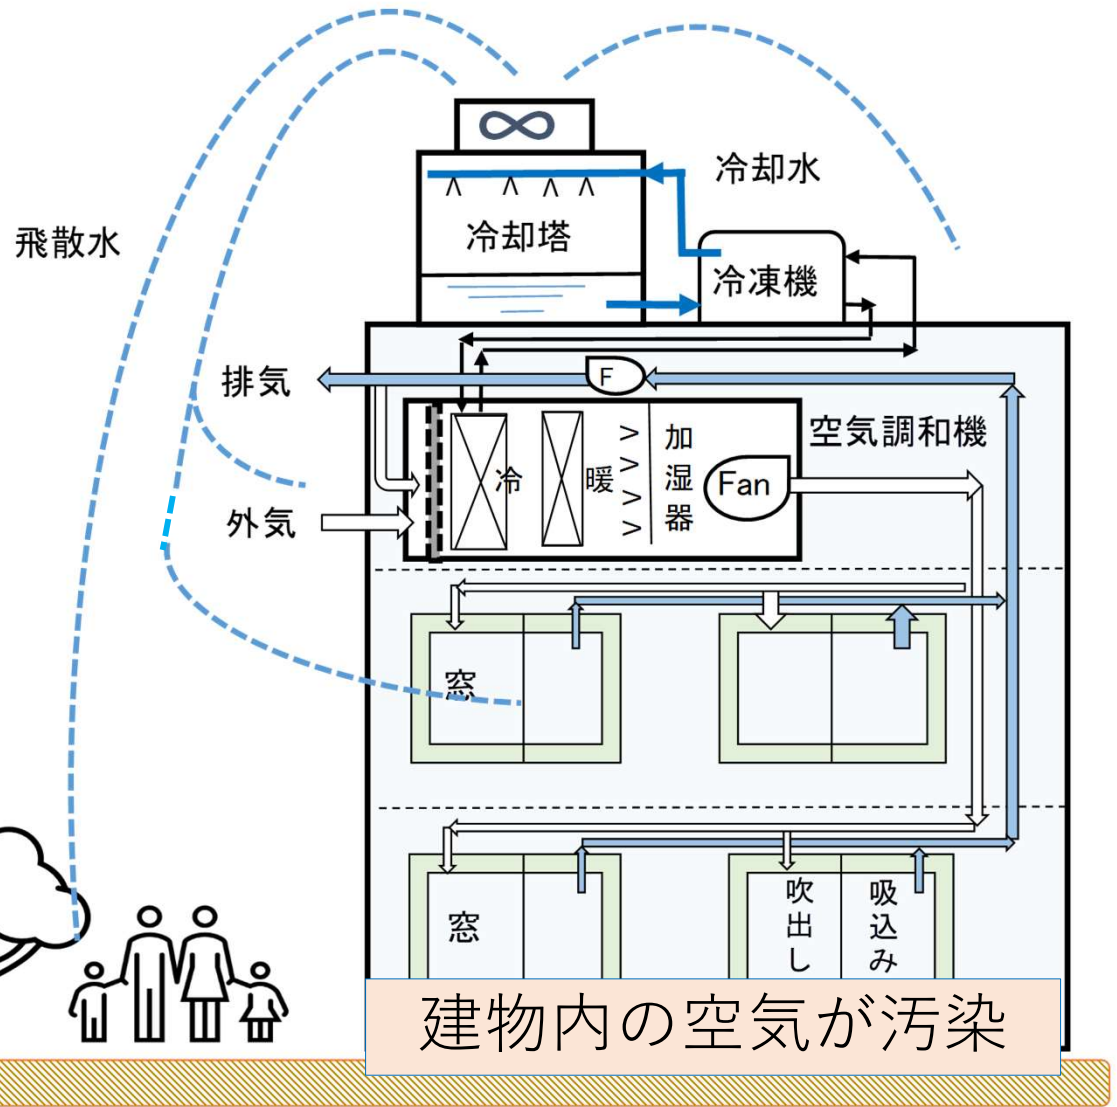 冷却水
飛散水
冷却塔
冷凍機
排気
F
空気調和機
冷
暖
加湿器
Fan
外気
窓
窓
吹出し
吸込み
建物内の空気が汚染